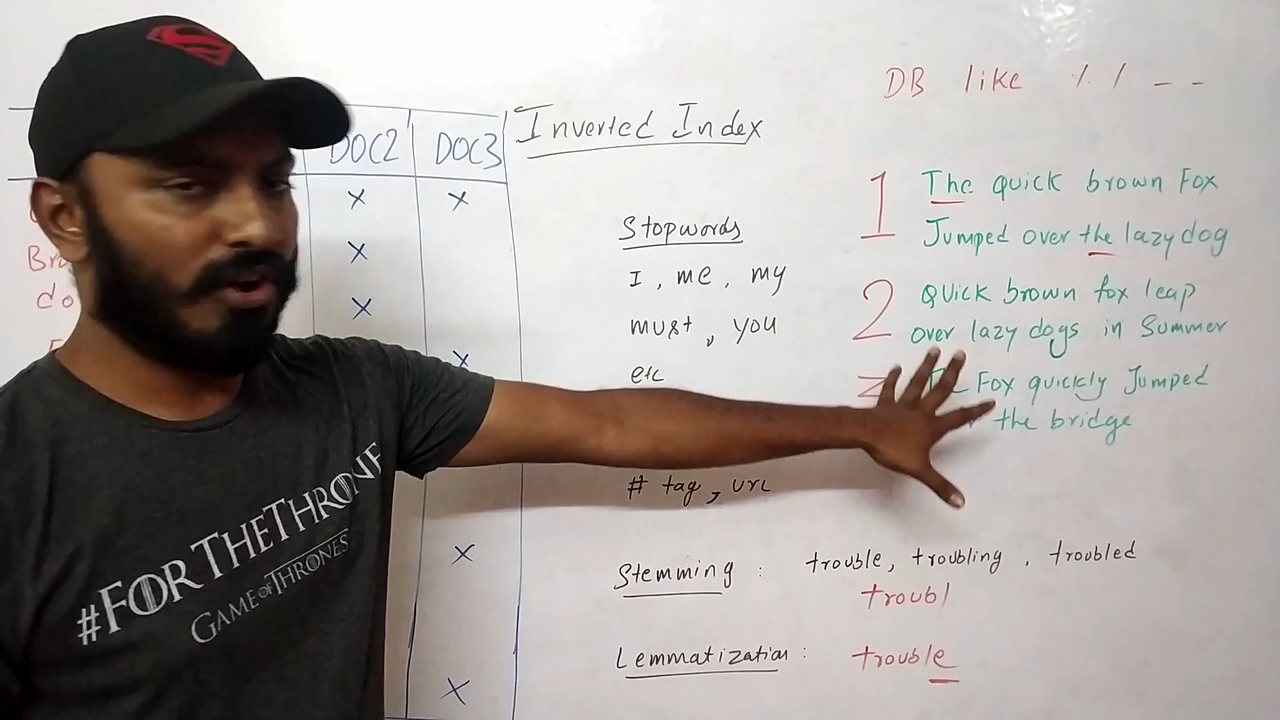 DB like % / _ _
DOC2 DOC3
Inverted Index
1 The quick brown Fox
Jumped over the lazy dog
Stopwords
I, me, my
must, you
etc
2 Quick brown fox leap
over lazy dogs in Summer
Fox quickly Jumped
the bridge
# tag, url
Stemming : trouble, troubling, troubled
troubl
Lemmatization : trouble
#FORTHETHRONE
GAME OF THRONES